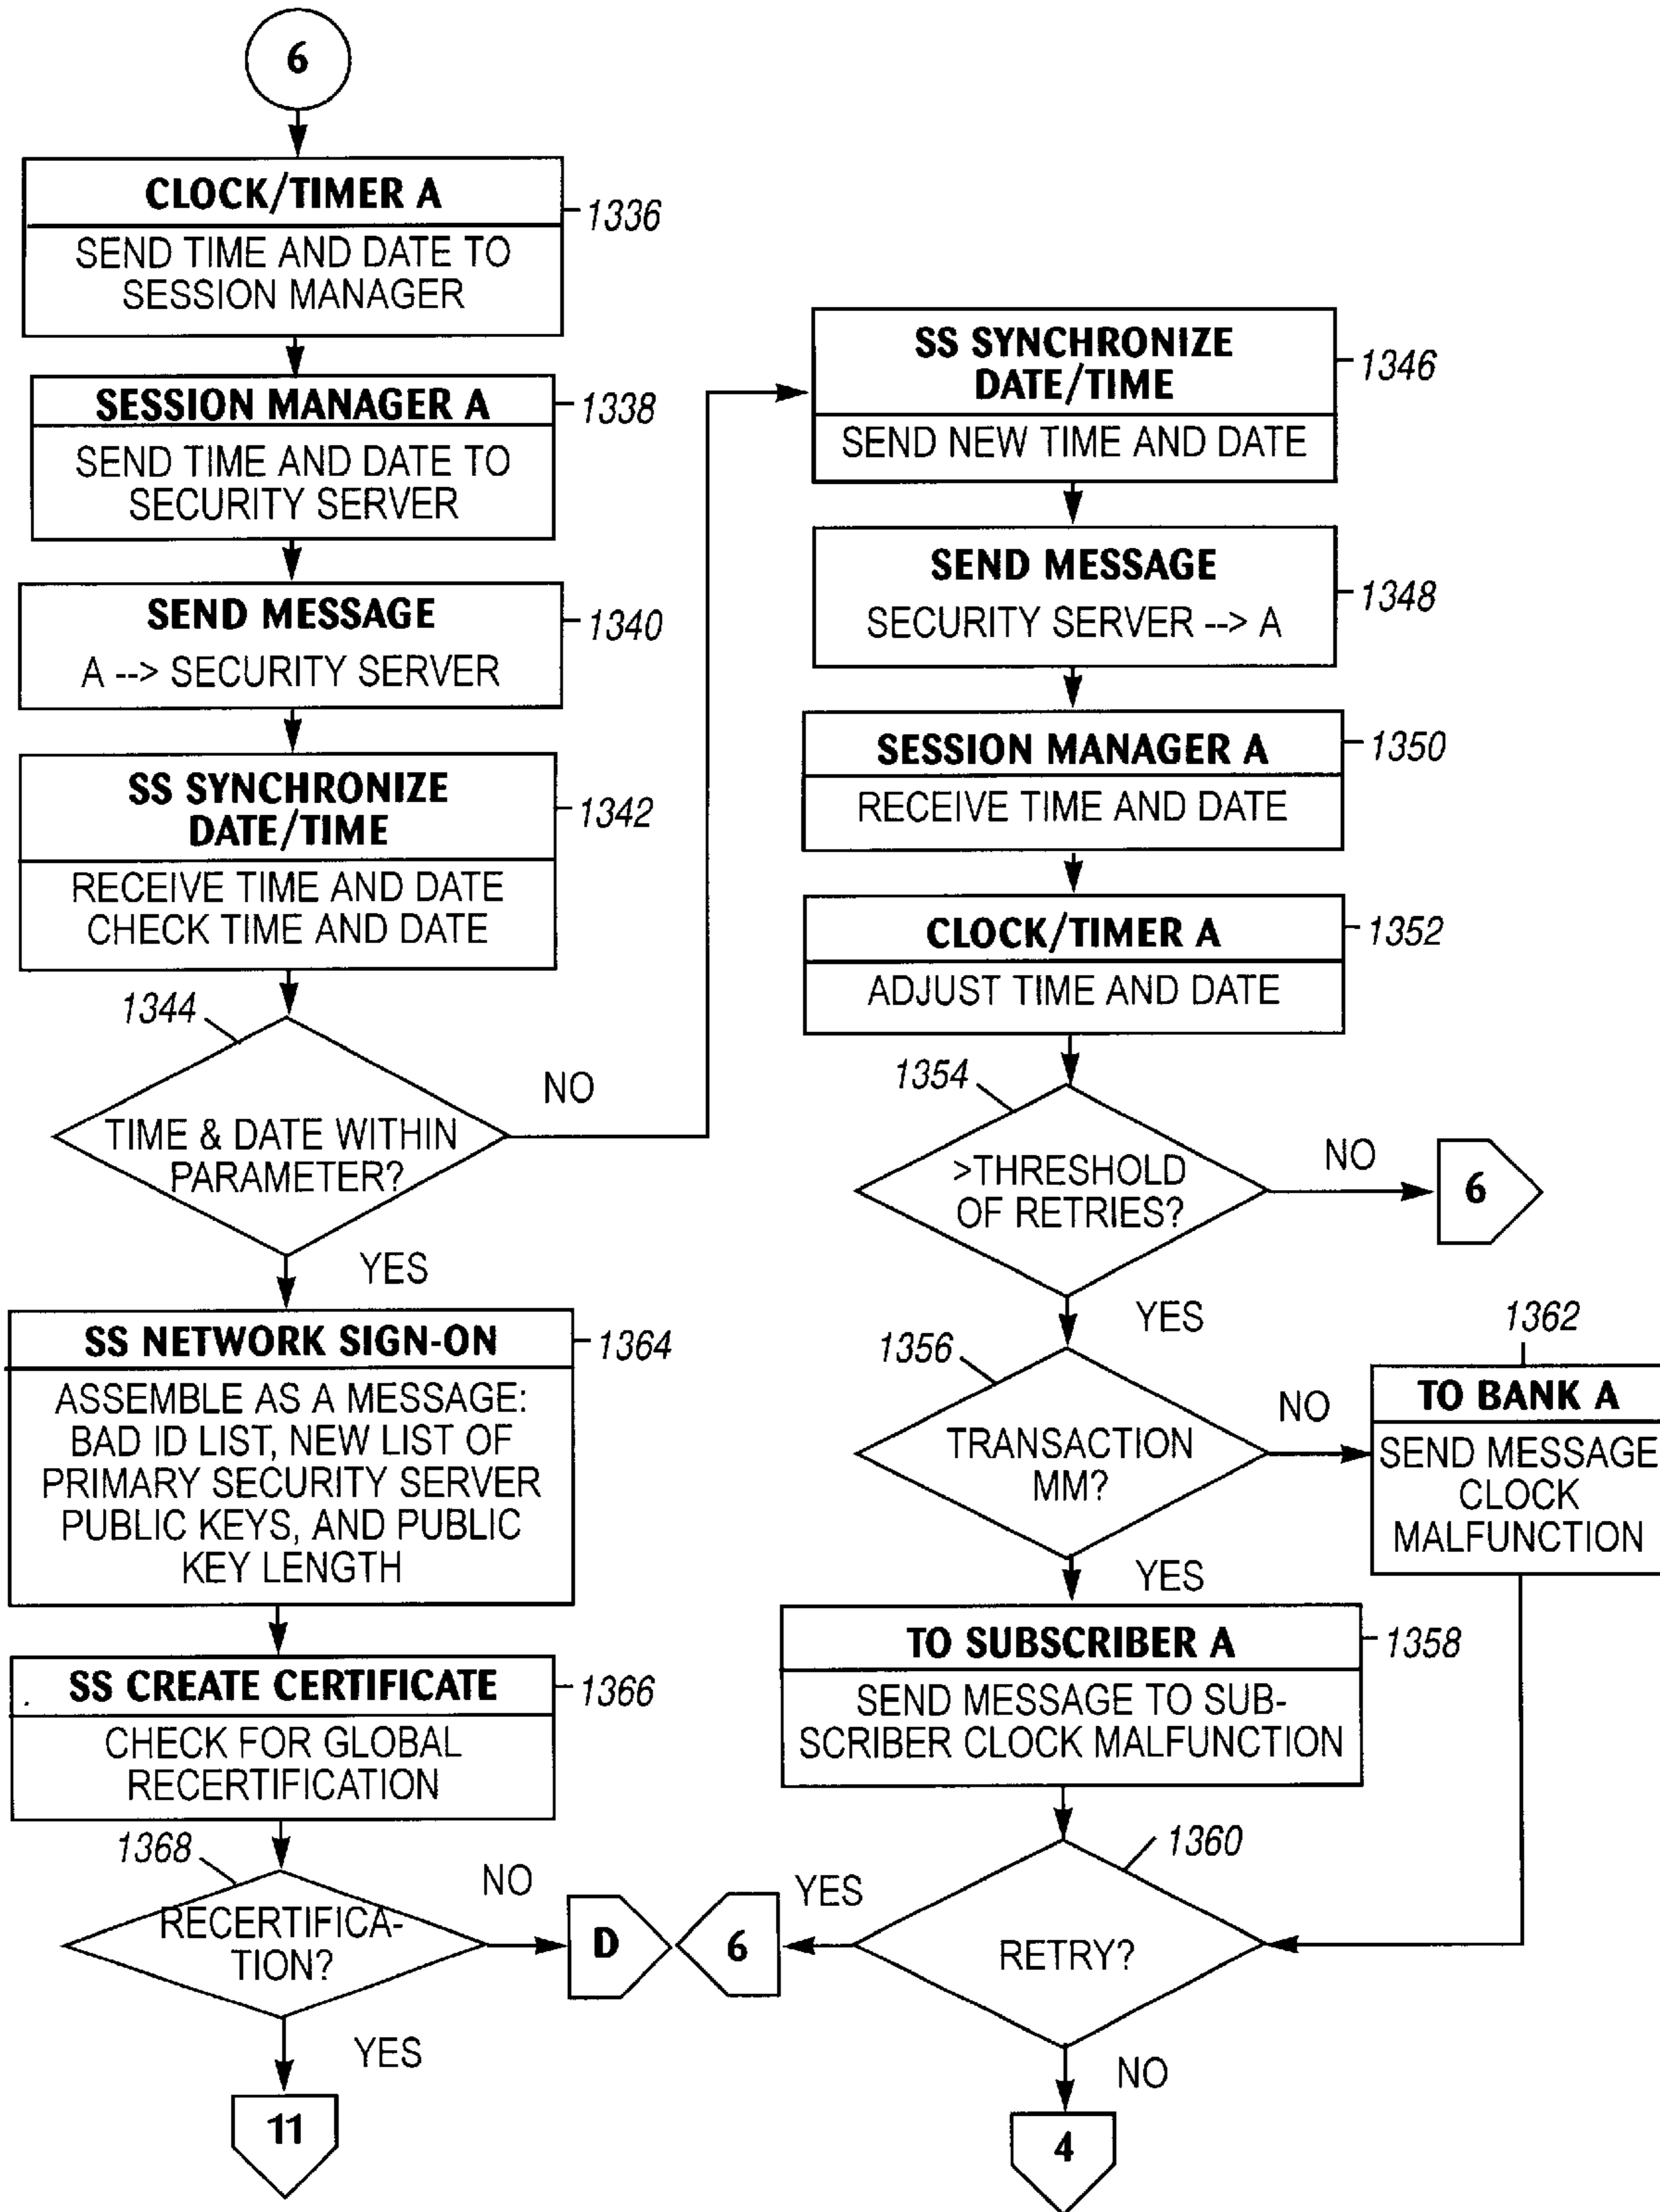 6
CLOCK/TIMER A
1336
SEND TIME AND DATE TO
SESSION MANAGER
SESSION MANAGER A
1338
SEND TIME AND DATE TO
SECURITY SERVER
SEND MESSAGE
1340
A --> SECURITY SERVER
SS SYNCHRONIZE
DATE/TIME
1342
RECEIVE TIME AND DATE
CHECK TIME AND DATE
1344
TIME & DATE WITHIN
PARAMETER?
NO
YES
SS NETWORK SIGN-ON
1364
ASSEMBLE AS A MESSAGE:
BAD ID LIST, NEW LIST OF
PRIMARY SECURITY SERVER
PUBLIC KEYS, AND PUBLIC
KEY LENGTH
SS CREATE CERTIFICATE
1366
CHECK FOR GLOBAL
RECERTIFICATION
1368
RECERTIFICA-
TION?
NO
D
YES
11
SS SYNCHRONIZE
DATE/TIME
1346
SEND NEW TIME AND DATE
SEND MESSAGE
1348
SECURITY SERVER --> A
SESSION MANAGER A
1350
RECEIVE TIME AND DATE
CLOCK/TIMER A
1352
ADJUST TIME AND DATE
1354
>THRESHOLD
OF RETRIES?
NO
6
YES
1356
TRANSACTION
MM?
NO
1362
TO BANK A
SEND MESSAGE
CLOCK
MALFUNCTION
YES
TO SUBSCRIBER A
1358
SEND MESSAGE TO SUB-
SCRIBER CLOCK MALFUNCTION
1360
RETRY?
YES
6
NO
4